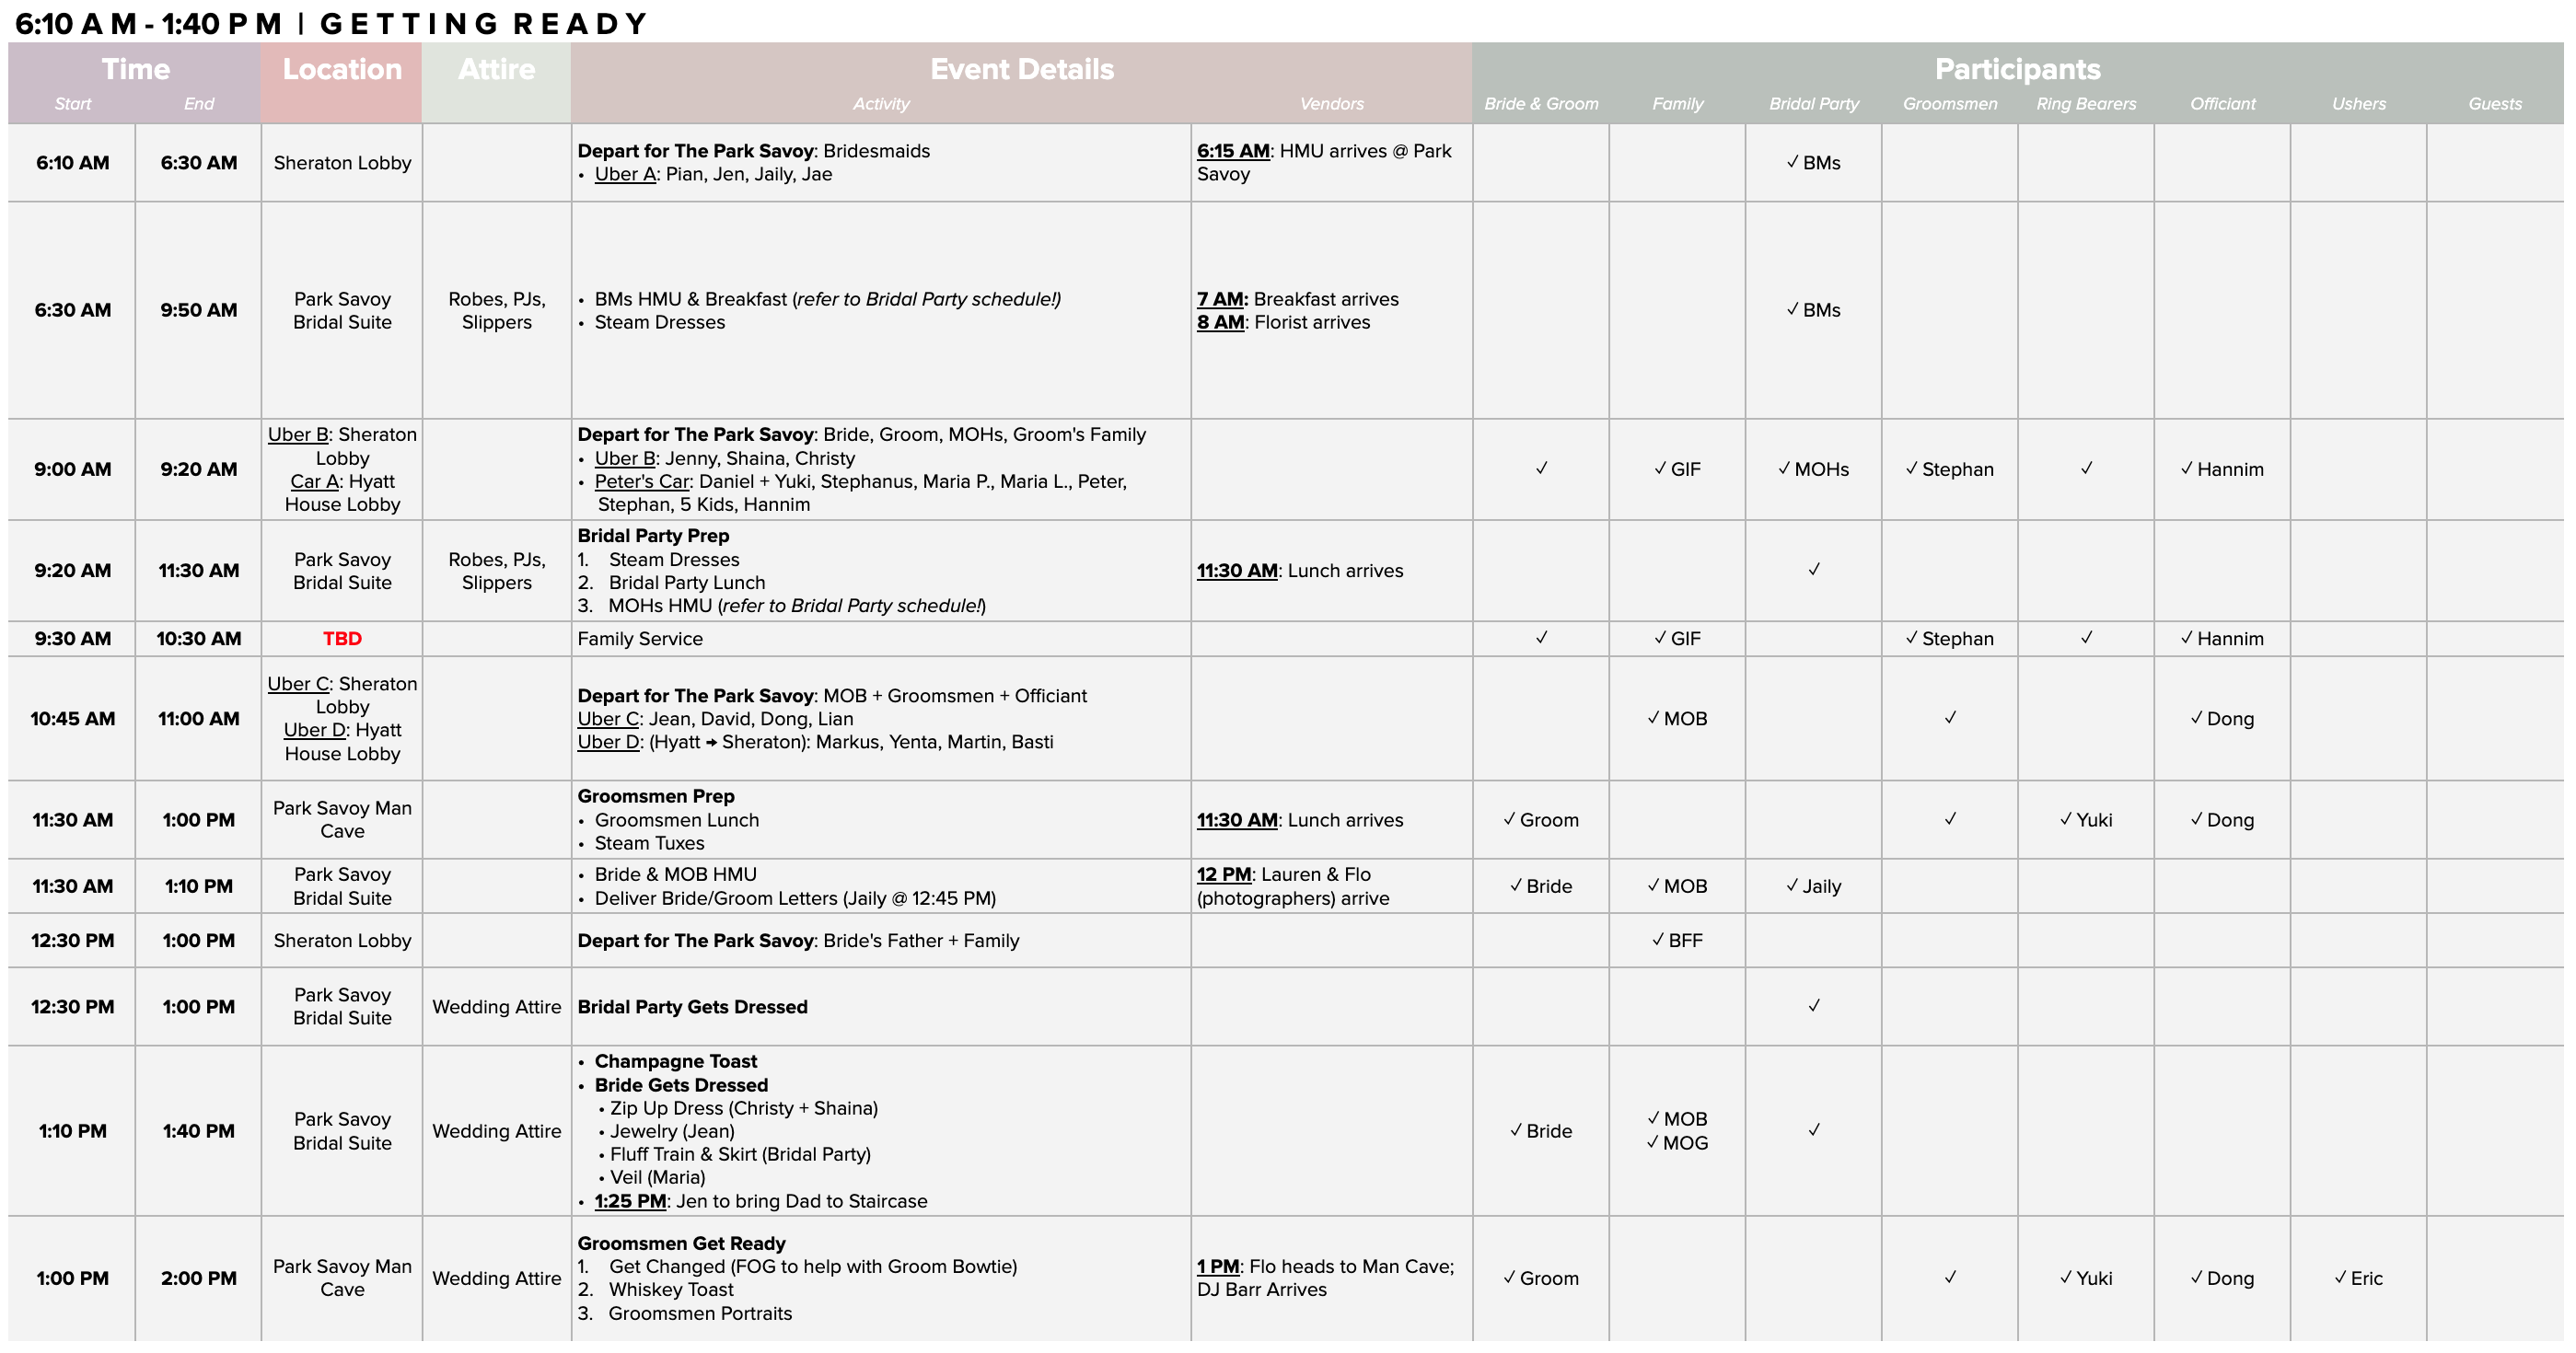 6:10 AM - 1:40 PM | GETTING READY
Time Location Attire Event Details Participants
Start End Activity Vendors Bride & Groom Family Bridal Party Groomsmen Ring Bearers Officiant Ushers Guests
6:10 AM 6:30 AM Sheraton Lobby
Depart for The Park Savoy: Bridesmaids
• Uber A: Pian, Jen, Jaily, Jae
6:15 AM: HMU arrives @ Park
Savoy
✓ BMs
6:30 AM 9:50 AM
Park Savoy
Bridal Suite
Robes, PJs,
Slippers
• BMs HMU & Breakfast (refer to Bridal Party schedule!)
• Steam Dresses
7 AM: Breakfast arrives
8 AM: Florist arrives
✓ BMs
9:00 AM 9:20 AM
Uber B: Sheraton
Lobby
Car A: Hyatt
House Lobby
Depart for The Park Savoy: Bride, Groom, MOHs, Groom's Family
• Uber B: Jenny, Shaina, Christy
• Peter's Car: Daniel + Yuki, Stephanus, Maria P., Maria L., Peter,
Stephan, 5 Kids, Hannim
✓ ✓ GIF ✓ MOHs ✓ Stephan ✓ ✓ Hannim
9:20 AM 11:30 AM
Park Savoy
Bridal Suite
Robes, PJs,
Slippers
Bridal Party Prep
1. Steam Dresses
2. Bridal Party Lunch
3. MOHs HMU (refer to Bridal Party schedule!)
11:30 AM: Lunch arrives
✓
9:30 AM 10:30 AM TBD Family Service ✓ ✓ GIF ✓ Stephan ✓ ✓ Hannim
10:45 AM 11:00 AM
Uber C: Sheraton
Lobby
Uber D: Hyatt
House Lobby
Depart for The Park Savoy: MOB + Groomsmen + Officiant
Uber C: Jean, David, Dong, Lian
Uber D: (Hyatt → Sheraton): Markus, Yenta, Martin, Basti
✓ MOB ✓ ✓ Dong
11:30 AM 1:00 PM
Park Savoy Man
Cave
Groomsmen Prep
• Groomsmen Lunch
• Steam Tuxes
11:30 AM: Lunch arrives
✓ Groom ✓ ✓ Yuki ✓ Dong
11:30 AM 1:10 PM
Park Savoy
Bridal Suite
• Bride & MOB HMU
• Deliver Bride/Groom Letters (Jaily @ 12:45 PM)
12 PM: Lauren & Flo
(photographers) arrive
✓ Bride ✓ MOB ✓ Jaily
12:30 PM 1:00 PM Sheraton Lobby Depart for The Park Savoy: Bride's Father + Family ✓ BFF
12:30 PM 1:00 PM
Park Savoy
Bridal Suite
Wedding Attire Bridal Party Gets Dressed ✓
1:10 PM 1:40 PM
Park Savoy
Bridal Suite
Wedding Attire
• Champagne Toast
• Bride Gets Dressed
• Zip Up Dress (Christy + Shaina)
• Jewelry (Jean)
• Fluff Train & Skirt (Bridal Party)
• Veil (Maria)
• 1:25 PM: Jen to bring Dad to Staircase
✓ Bride
✓ MOB
✓ MOG
✓
1:00 PM 2:00 PM
Park Savoy Man
Cave
Wedding Attire
Groomsmen Get Ready
1. Get Changed (FOG to help with Groom Bowtie)
2. Whiskey Toast
3. Groomsmen Portraits
1 PM: Flo heads to Man Cave;
DJ Barr Arrives
✓ Groom ✓ ✓ Yuki ✓ Dong ✓ Eric